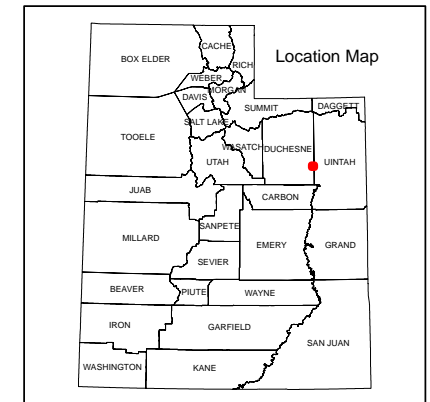 Location Map
BOX ELDER
CACHE
RICH
WEBER
MORGAN
DAVIS
SUMMIT
DAGGETT
SALT LAKE
TOOELE
WASATCH
DUCHESNE
UINTAH
UTAH
JUAB
CARBON
SANPETE
MILLARD
EMERY
GRAND
SEVIER
BEAVER
PIUTE
WAYNE
IRON
GARFIELD
SAN JUAN
WASHINGTON
KANE